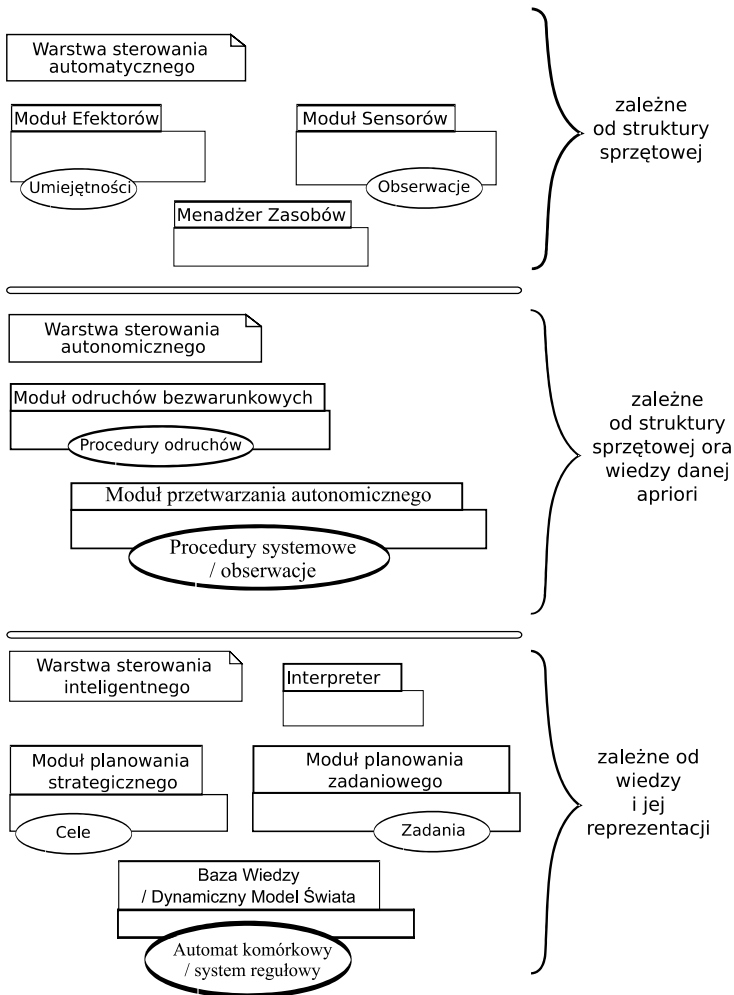 Warstwa sterowania
automatycznego
Moduł Efektorów
Umiejętności
Moduł Sensorów
Obserwacje
Menadżer Zasobów
zależne
od struktury
sprzętowej
Warstwa sterowania
autonomicznego
Moduł odruchów bezwarunkowych
Procedury odruchów
Moduł przetwarzania autonomicznego
Procedury systemowe
/ obserwacje
zależne
od struktury
sprzętowej ora
wiedzy danej
apriori
Warstwa sterowania
inteligentnego
Interpreter
Moduł planowania
strategicznego
Cele
Moduł planowania
zadaniowego
Zadania
Baza Wiedzy
/ Dynamiczny Model Świata
Automat komórkowy
/ system regułowy
zależne od
wiedzy
i jej
reprezentacji